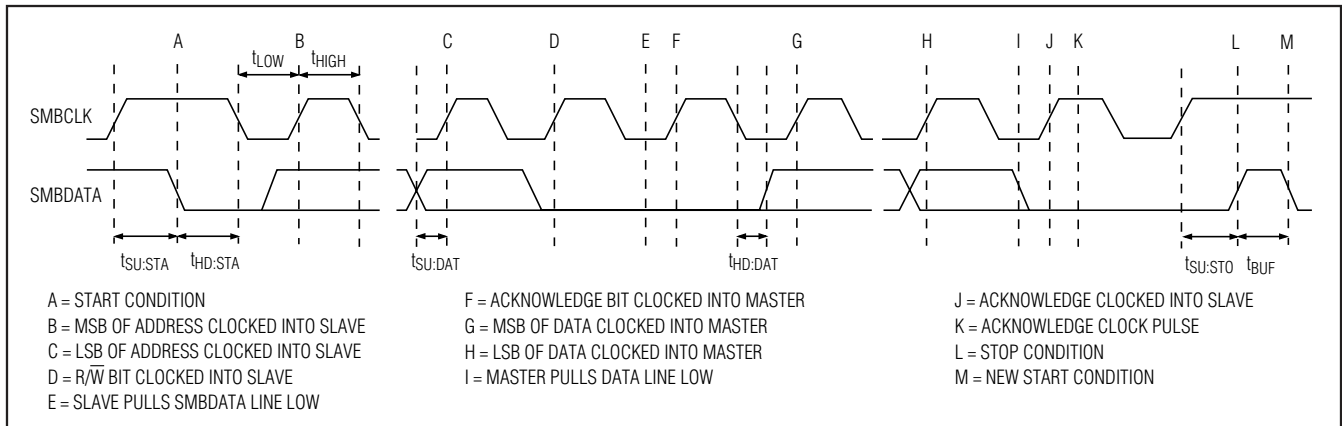 A B C D E F G H I J K L M
tLOW tHIGH
SMBCLK
SMBDATA
tSU:STA tHD:STA tSU:DAT tHD:DAT tSU:STO tBUF
A = START CONDITION
B = MSB OF ADDRESS CLOCKED INTO SLAVE
C = LSB OF ADDRESS CLOCKED INTO SLAVE
D = R/W̅ BIT CLOCKED INTO SLAVE
E = SLAVE PULLS SMBDATA LINE LOW
F = ACKNOWLEDGE BIT CLOCKED INTO MASTER
G = MSB OF DATA CLOCKED INTO MASTER
H = LSB OF DATA CLOCKED INTO MASTER
I = MASTER PULLS DATA LINE LOW
J = ACKNOWLEDGE CLOCKED INTO SLAVE
K = ACKNOWLEDGE CLOCK PULSE
L = STOP CONDITION
M = NEW START CONDITION